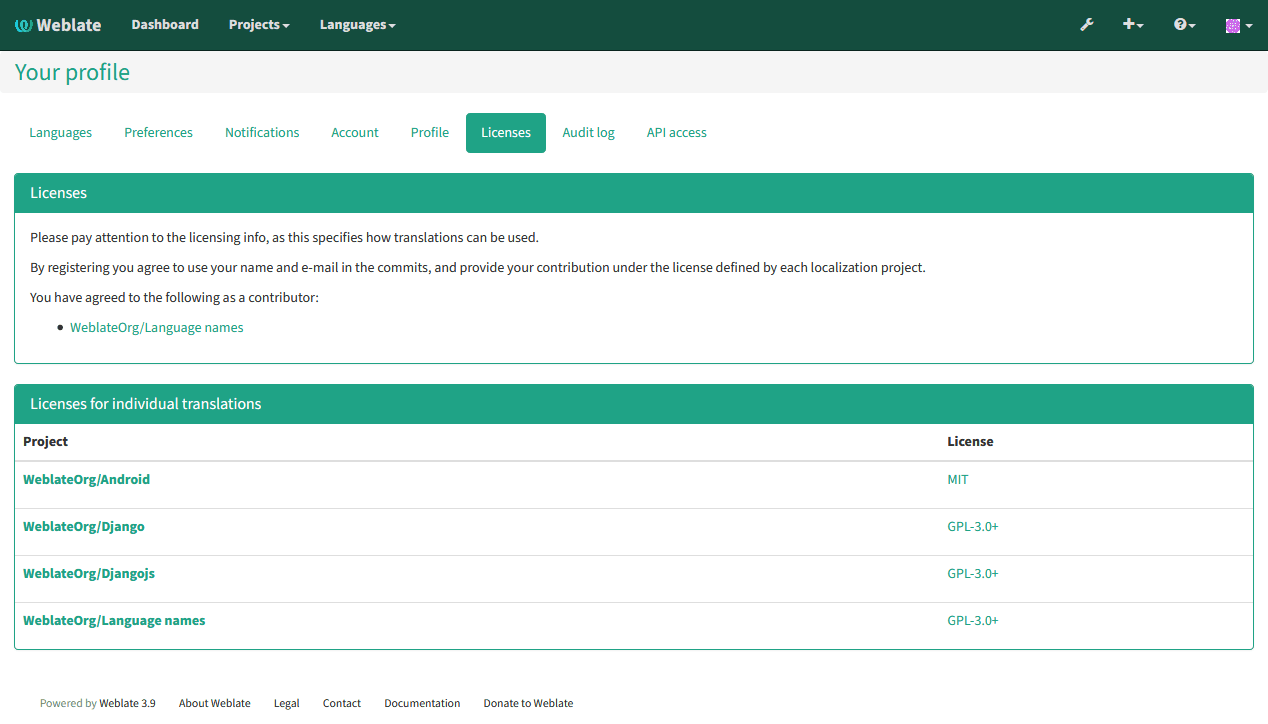 Weblate Dashboard Projects Languages
Your profile
Languages Preferences Notifications Account Profile Licenses Audit log API access
Licenses
Please pay attention to the licensing info, as this specifies how translations can be used.
By registering you agree to use your name and e-mail in the commits, and provide your contribution under the license defined by each localization project.
You have agreed to the following as a contributor:
WeblateOrg/Language names
Licenses for individual translations
Project License
WeblateOrg/Android MIT
WeblateOrg/Django GPL-3.0+
WeblateOrg/Djangojs GPL-3.0+
WeblateOrg/Language names GPL-3.0+
Powered by Weblate 3.9 About Weblate Legal Contact Documentation Donate to Weblate